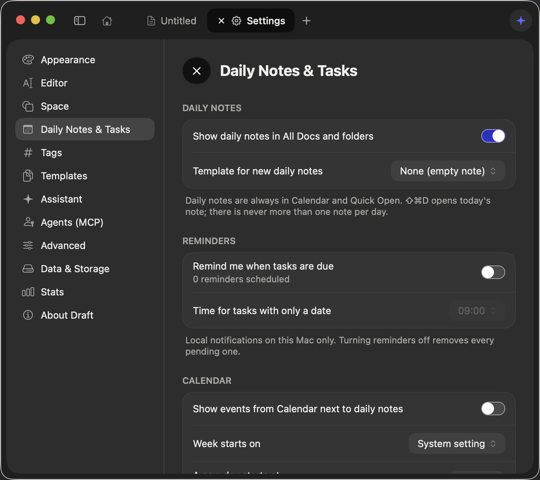 Untitled
Settings
Appearance
Editor
Space
Daily Notes & Tasks
Tags
Templates
Assistant
Agents (MCP)
Advanced
Data & Storage
Stats
About Draft
Daily Notes & Tasks
DAILY NOTES
Show daily notes in All Docs and folders
Template for new daily notes
None (empty note)
Daily notes are always in Calendar and Quick Open. ⇧⌘D opens today's
note; there is never more than one note per day.
REMINDERS
Remind me when tasks are due
0 reminders scheduled
Time for tasks with only a date
09:00
Local notifications on this Mac only. Turning reminders off removes every
pending one.
CALENDAR
Show events from Calendar next to daily notes
Week starts on
System setting